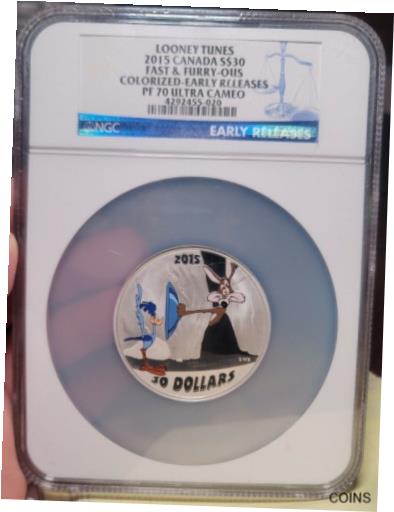 LOONEY TUNES
2015 CANADA S$30
FAST & FURRY-OUS
COLORIZED-EARLY RELEASES
PF 70 ULTRA CAMEO
4292455-020
NGC
EARLY RELEASES
2015
30 DOLLARS
COINS